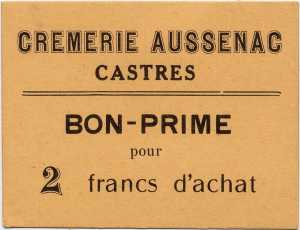 CREMERIE AUSSENAC
CASTRES
BON-PRIME
pour
2 francs d'achat